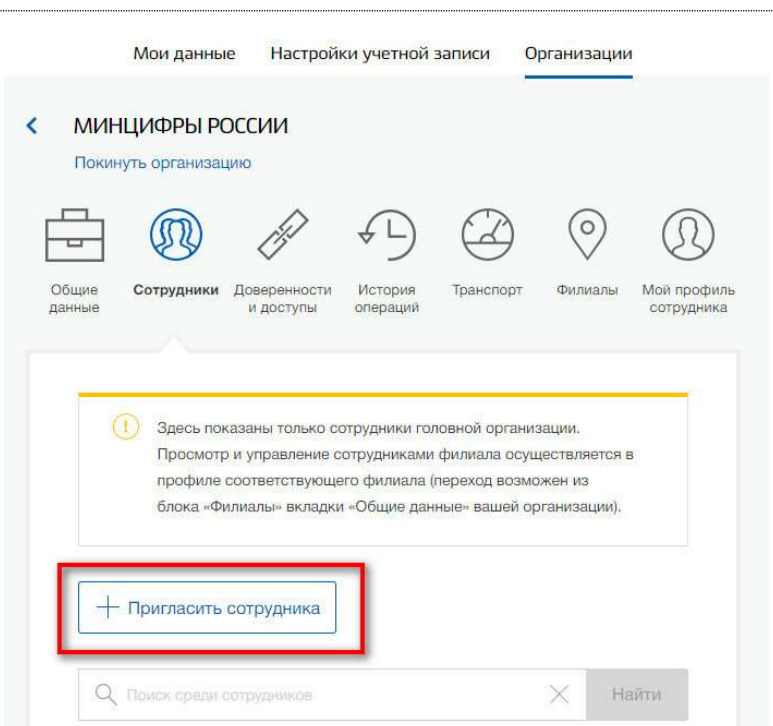 Мои данные Настройки учетной записи Организации
МИНЦИФРЫ РОССИИ
Покинуть организацию
Общие данные
Сотрудники
Доверенности и доступы
История операций
Транспорт
Филиалы
Мой профиль сотрудника
Здесь показаны только сотрудники головной организации.
Просмотр и управление сотрудниками филиала осуществляется в
профиле соответствующего филиала (переход возможен из
блока «Филиалы» вкладки «Общие данные» вашей организации).
Пригласить сотрудника
Поиск среди сотрудников Найти